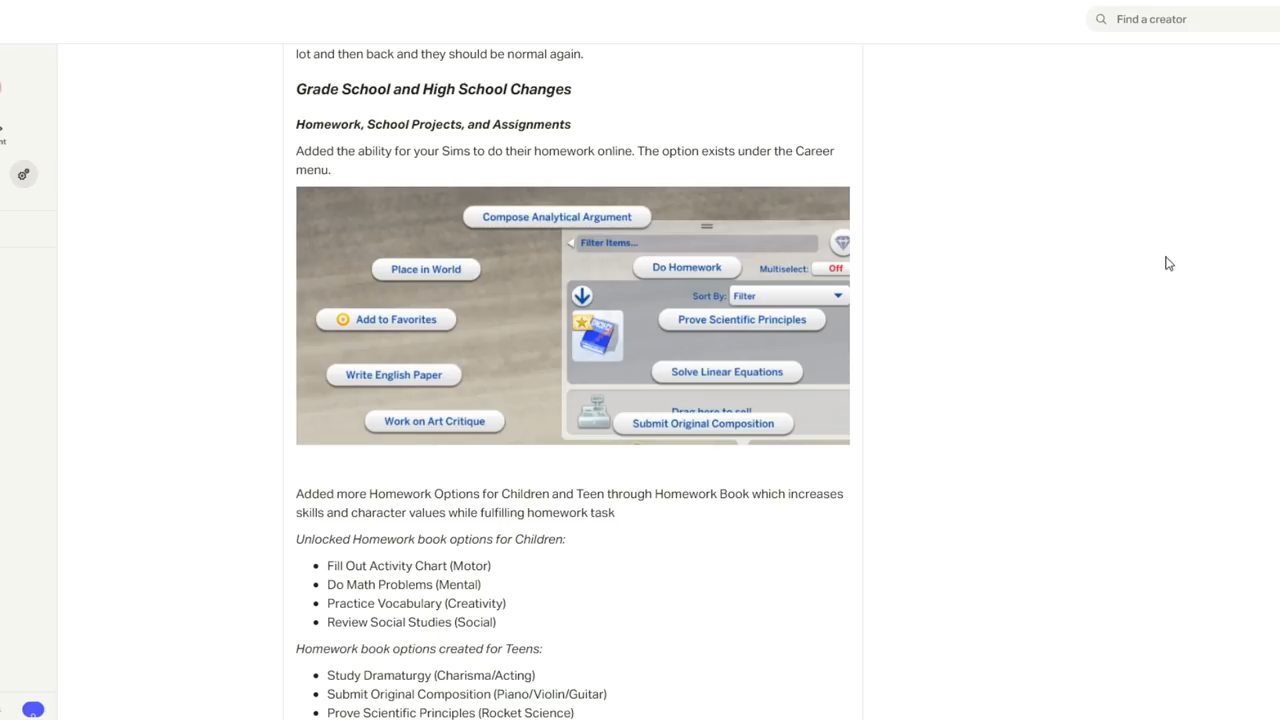 Find a creator
lot and then back and they should be normal again.
Grade School and High School Changes
Homework, School Projects, and Assignments
Added the ability for your Sims to do their homework online. The option exists under the Career
menu.
Compose Analytical Argument
Filter Items...
Place in World
Do Homework
Multiselect: Off
Sort By: Filter
Add to Favorites
Prove Scientific Principles
Write English Paper
Solve Linear Equations
Drag here to sell
Work on Art Critique
Submit Original Composition
Added more Homework Options for Children and Teen through Homework Book which increases
skills and character values while fulfilling homework task
Unlocked Homework book options for Children:
Fill Out Activity Chart (Motor)
Do Math Problems (Mental)
Practice Vocabulary (Creativity)
Review Social Studies (Social)
Homework book options created for Teens:
Study Dramaturgy (Charisma/Acting)
Submit Original Composition (Piano/Violin/Guitar)
Prove Scientific Principles (Rocket Science)